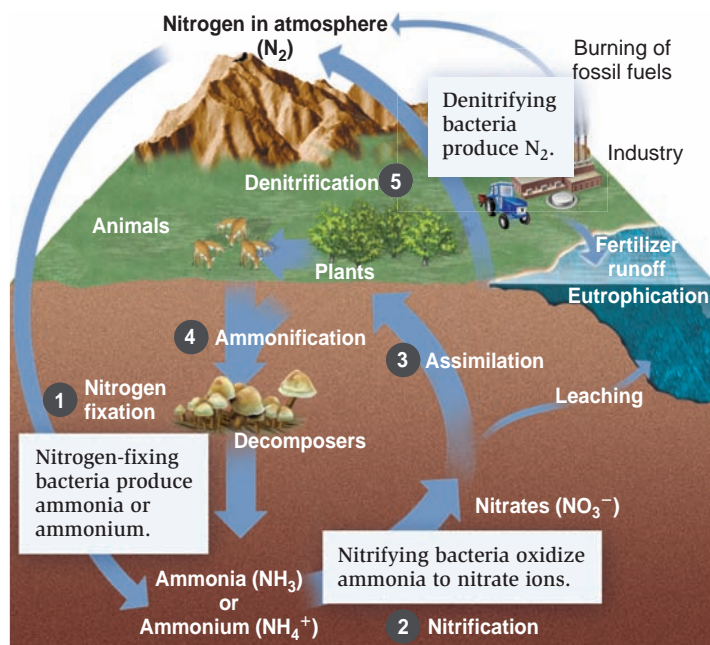 Nitrogen in atmosphere
(N₂)
Burning of
fossil fuels
Denitrifying
bacteria
produce N₂.
Industry
Denitrification 5
Animals
Plants
Fertilizer
runoff
Eutrophication
4 Ammonification
3 Assimilation
1 Nitrogen
fixation
Leaching
Decomposers
Nitrogen-fixing
bacteria produce
ammonia or
ammonium.
Nitrates (NO₃⁻)
Nitrifying bacteria oxidize
ammonia to nitrate ions.
Ammonia (NH₃)
or
Ammonium (NH₄⁺)
2 Nitrification